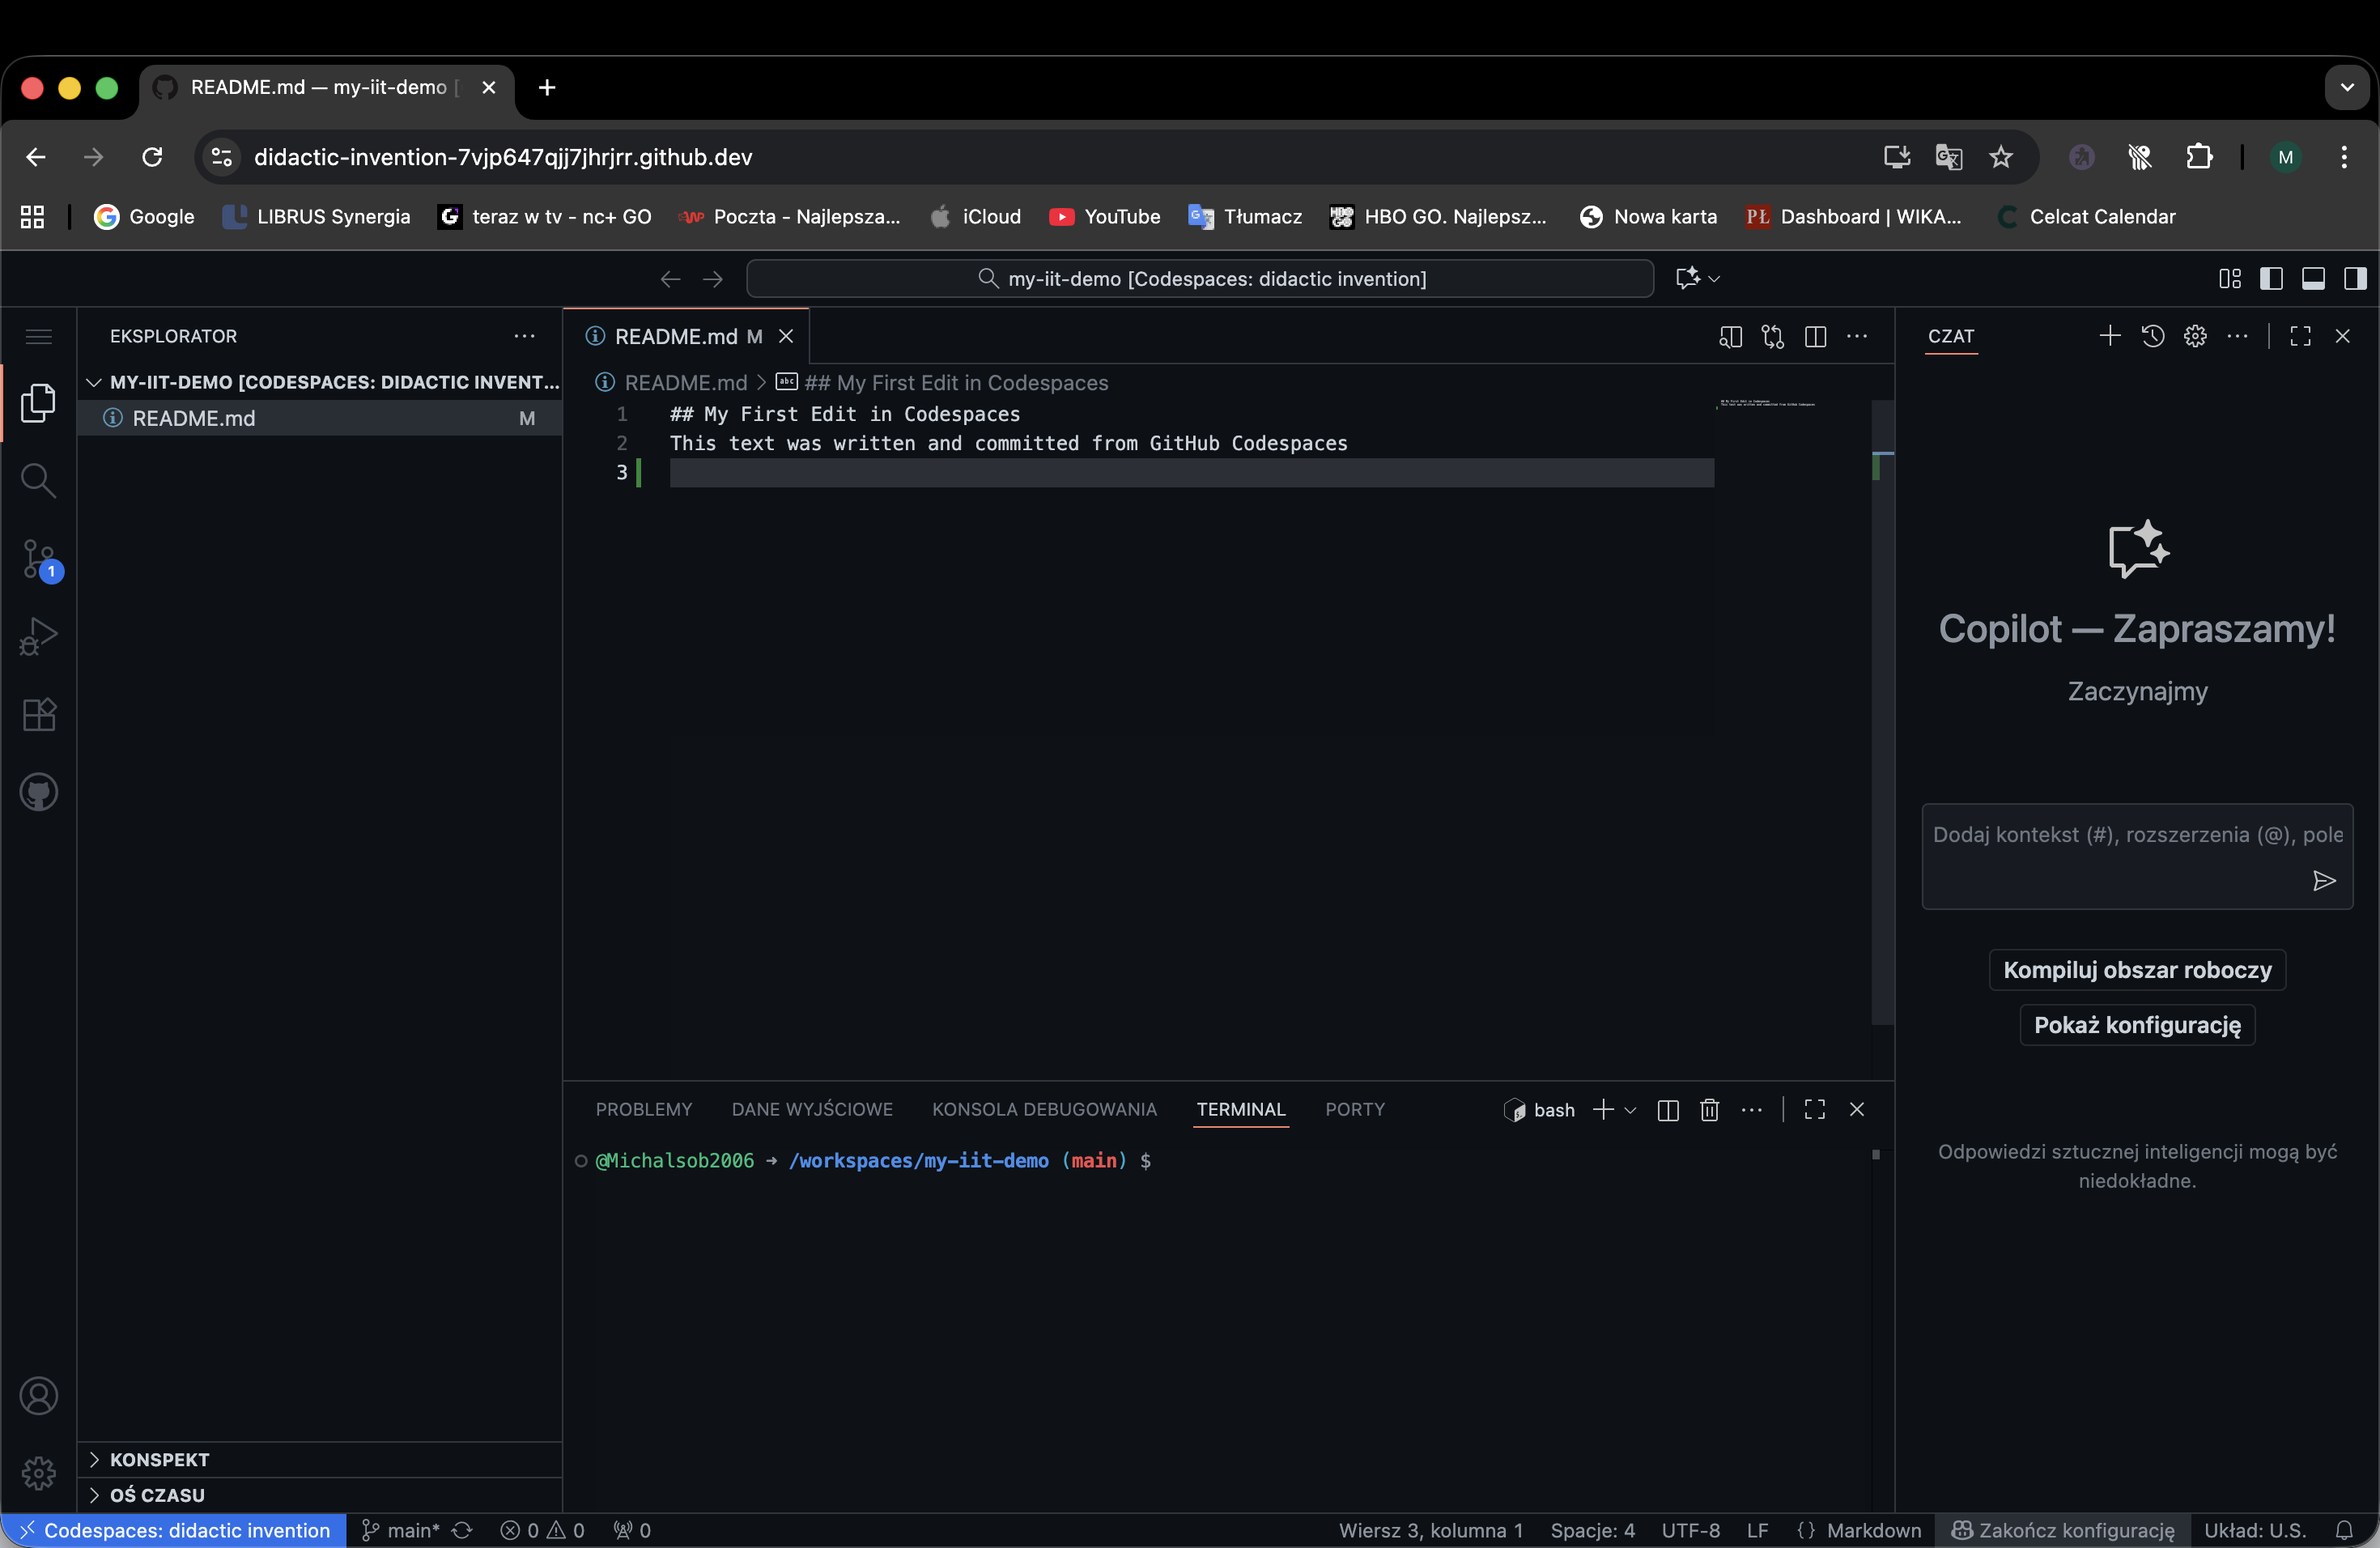 README.md — my-iit-demo [
didactic-invention-7vjp647qjj7jhrjrr.github.dev
M
Google
LIBRUS Synergia
teraz w tv - nc+ GO
Poczta - Najlepsza...
iCloud
YouTube
Tłumacz
HBO GO. Najlepsz...
Nowa karta
Dashboard | WIKA...
Celcat Calendar
my-iit-demo [Codespaces: didactic invention]
EKSPLORATOR
MY-IIT-DEMO [CODESPACES: DIDACTIC INVENT...
README.md M
1
README.md M
README.md > ## My First Edit in Codespaces
1 ## My First Edit in Codespaces
2 This text was written and committed from GitHub Codespaces
3
PROBLEMY DANE WYJŚCIOWE KONSOLA DEBUGOWANIA TERMINAL PORTY
bash
@Michalsob2006 → /workspaces/my-iit-demo (main) $
CZAT
Copilot — Zapraszamy!
Zaczynajmy
Dodaj kontekst (#), rozszerzenia (@), pole
Kompiluj obszar roboczy
Pokaż konfigurację
Odpowiedzi sztucznej inteligencji mogą być
niedokładne.
KONSPEKT
OŚ CZASU
Codespaces: didactic invention
main*
0 0
0
Wiersz 3, kolumna 1
Spacje: 4
UTF-8
LF
{} Markdown
Zakończ konfigurację
Układ: U.S.